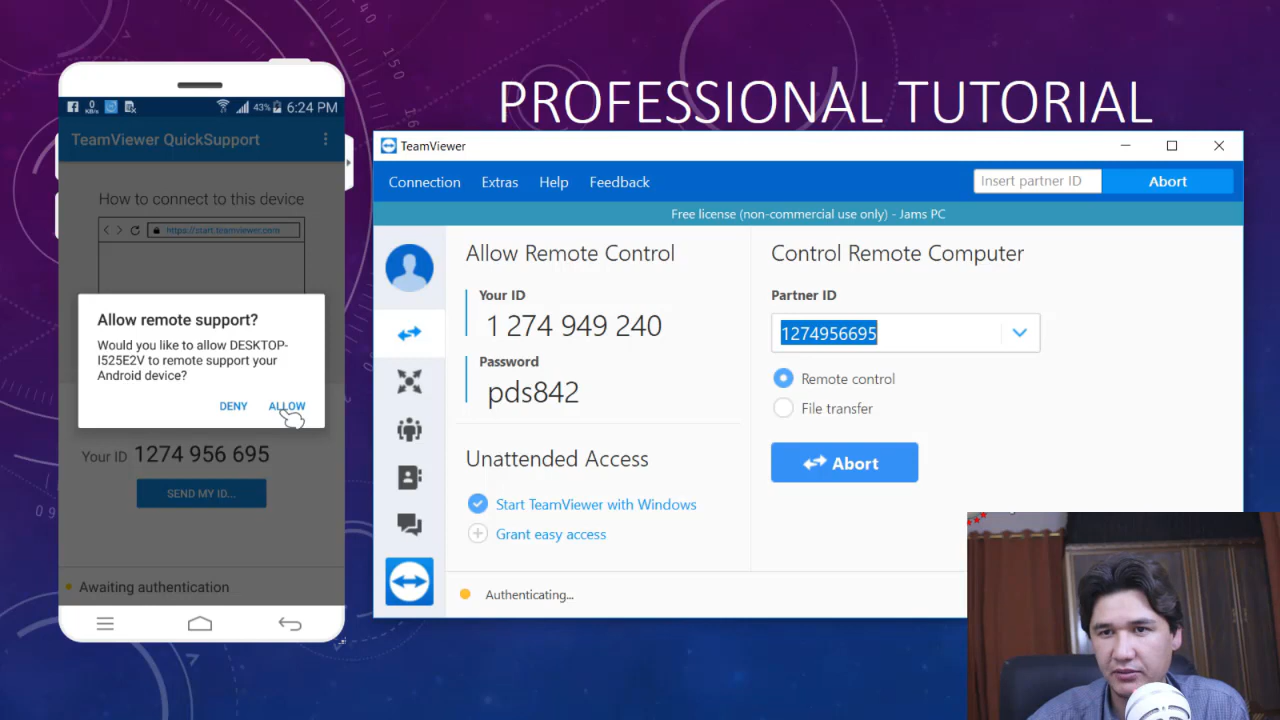 PROFESSIONAL TUTORIAL
43% 6:24 PM
TeamViewer QuickSupport
How to connect to this device
https://start.teamviewer.com
Allow remote support?
Would you like to allow DESKTOP-
I525E2V to remote support your
Android device?
DENY ALLOW
Your ID 1274 956 695
SEND MY ID...
Awaiting authentication
TeamViewer
Connection Extras Help Feedback Insert partner ID Abort
Free license (non-commercial use only) - Jams PC
Allow Remote Control
Your ID
1 274 949 240
Password
pds842
Unattended Access
Start TeamViewer with Windows
Grant easy access
Authenticating...
Control Remote Computer
Partner ID
1274956695
Remote control
File transfer
Abort